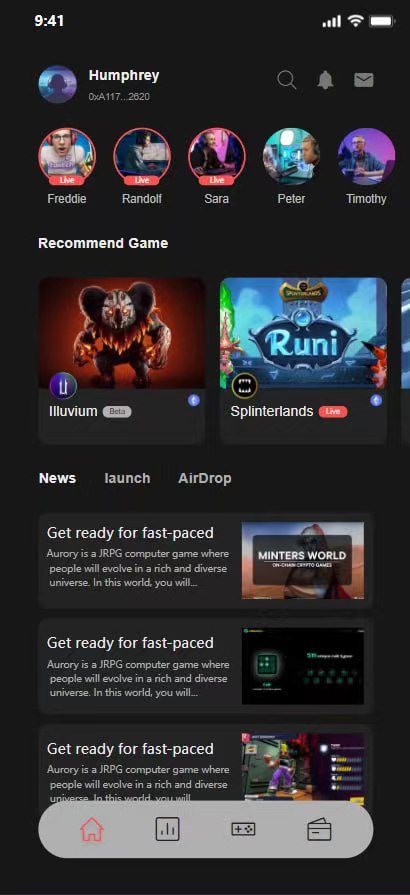 9:41
Humphrey
0xA117...2620
Live
Live
Live
Freddie
Randolf
Sara
Peter
Timothy
Recommend Game
SPLINTERLANDS
Runi
Illuvium
Beta
Splinterlands
Live
News
launch
AirDrop
Get ready for fast-paced
Aurory is a JRPG computer game where
people will evolve in a rich and diverse
universe. In this world, you will...
MINTERS WORLD
ON-CHAIN CRYPTO GAMES
Get ready for fast-paced
Aurory is a JRPG computer game where
people will evolve in a rich and diverse
universe. In this world, you will...
Get ready for fast-paced
Aurory is a JRPG computer game where
people will evolve in a rich and diverse
universe. In this world, you will...